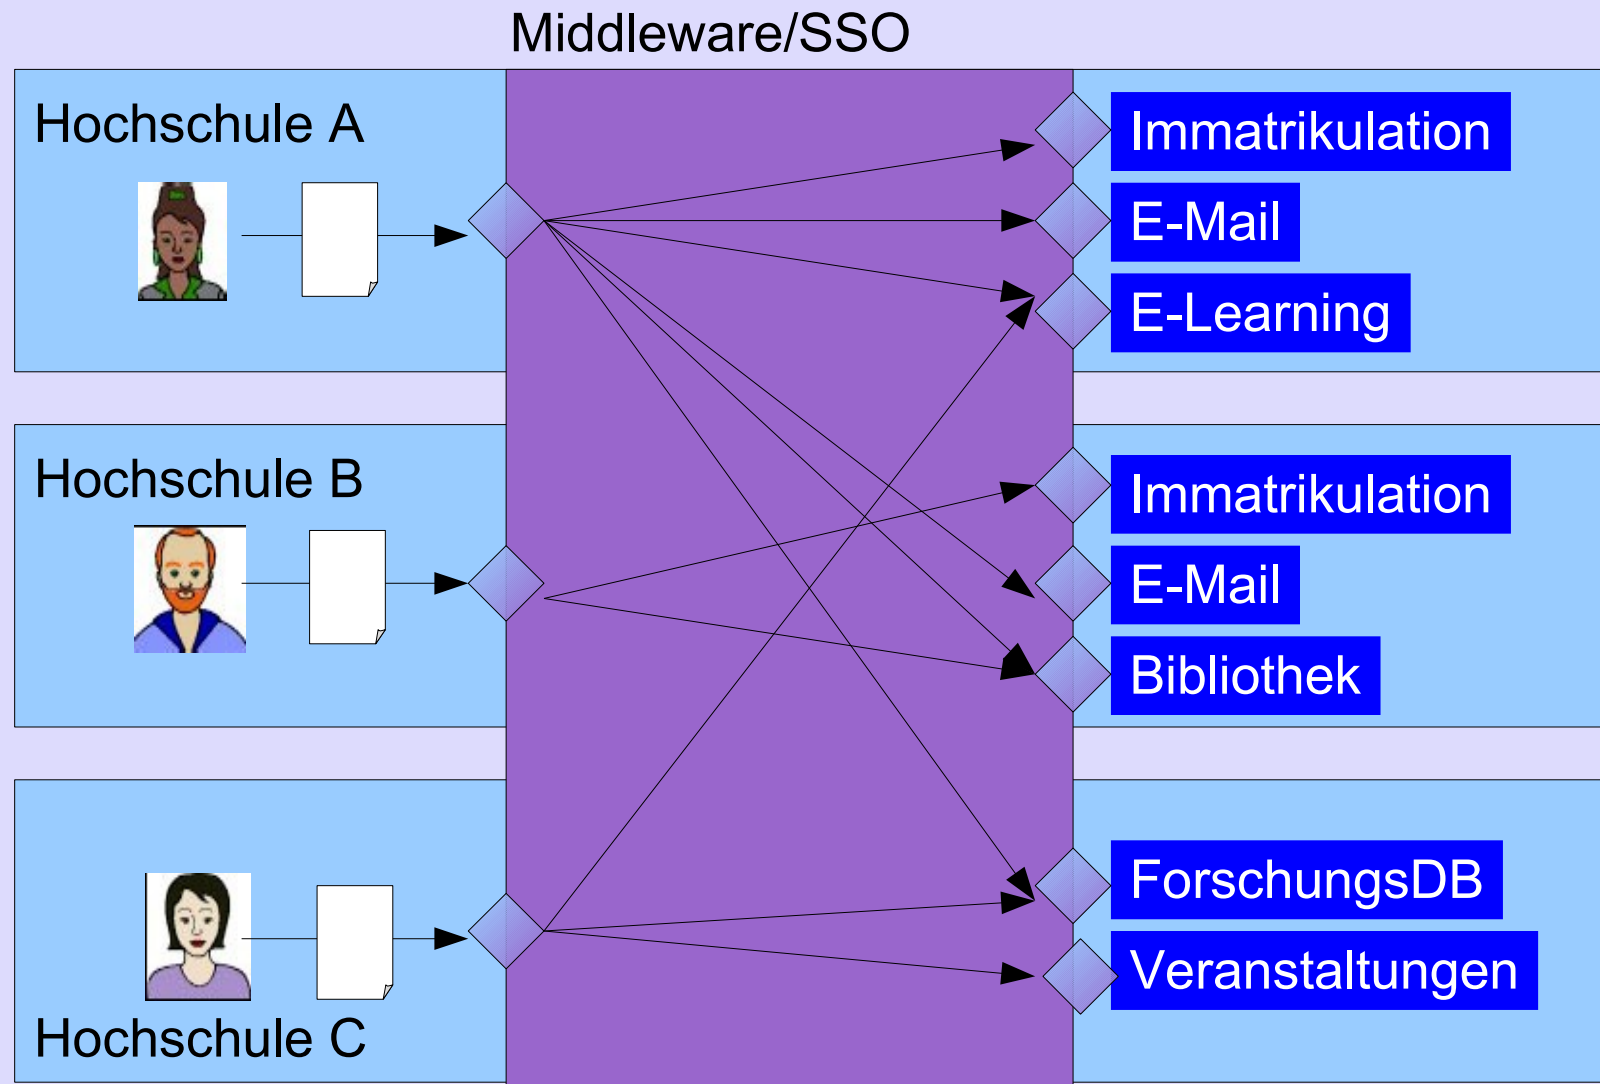 Middleware/SSO
Hochschule A
Immatrikulation
E-Mail
E-Learning
Hochschule B
Immatrikulation
E-Mail
Bibliothek
Hochschule C
ForschungsDB
Veranstaltungen